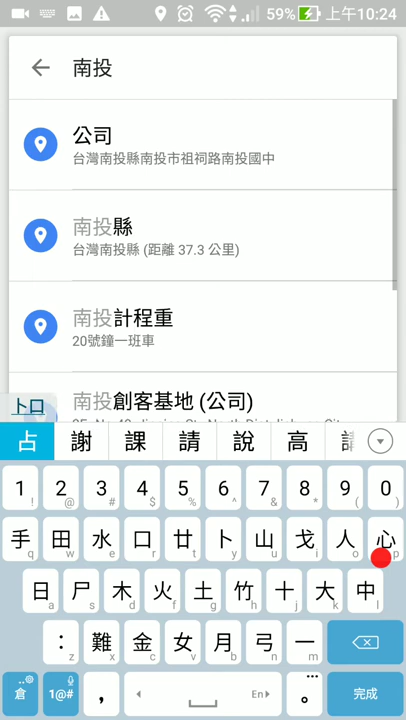 59% 上午10:24
南投
公司
台灣南投縣南投市祖祠路南投國中
南投縣
台灣南投縣 (距離 37.3 公里)
南投計程重
20號鐘一班車
南投創客基地 (公司)
卜口
占 謝 課 請 說 高
1 2 3 4 5 6 7 8 9 0
! @ # $ % ^ & * ( )
手 田 水 口 廿 卜 山 戈 人 心
q w e r t y u i o p
日 尸 木 火 土 竹 十 大 中
a s d f g h j k l
： 難 金 女 月 弓 一
z x c v b n m
倉 1@# ， En 。 完成